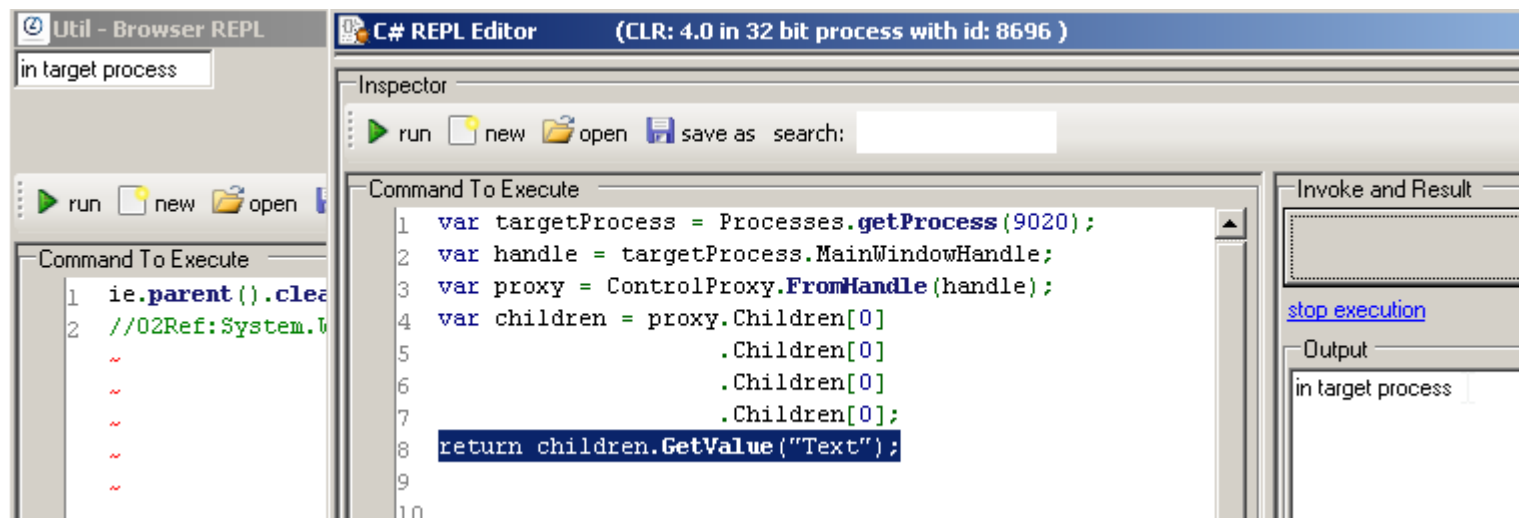 Util - Browser REPL
in target process
run new open
Command To Execute
1 ie.parent().clea
2 //O2Ref:System.W
~
~
~
~
~
C# REPL Editor (CLR: 4.0 in 32 bit process with id: 8696 )
Inspector
run new open save as search:
Command To Execute
1 var targetProcess = Processes.getProcess(9020);
2 var handle = targetProcess.MainWindowHandle;
3 var proxy = ControlProxy.FromHandle(handle);
4 var children = proxy.Children[0]
5 .Children[0]
6 .Children[0]
7 .Children[0];
8 return children.GetValue("Text");
9
10
Invoke and Result
stop execution
Output
in target process